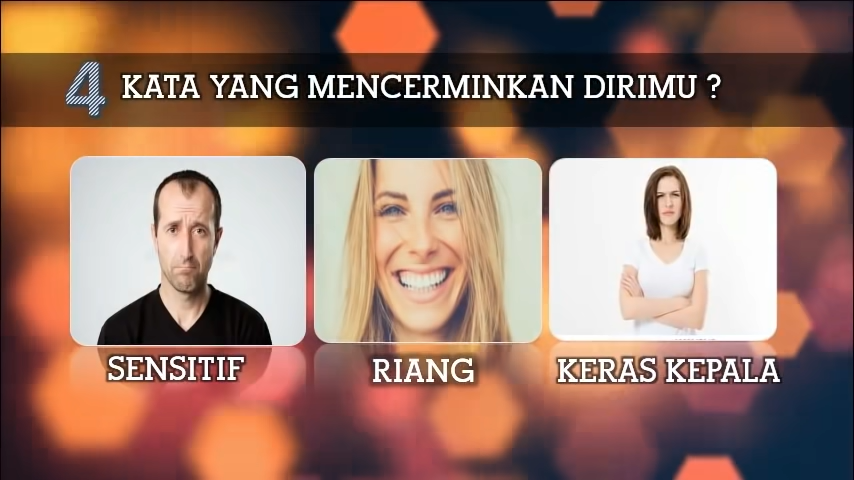 4 KATA YANG MENCERMINKAN DIRIMU ?
SENSITIF
RIANG
KERAS KEPALA